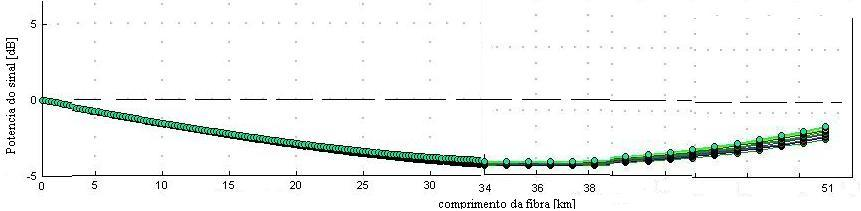 5
0
-5
Potencia do sinal [dB]
0 5 10 15 20 25 30 34 36 38 51
comprimento da fibra [km]